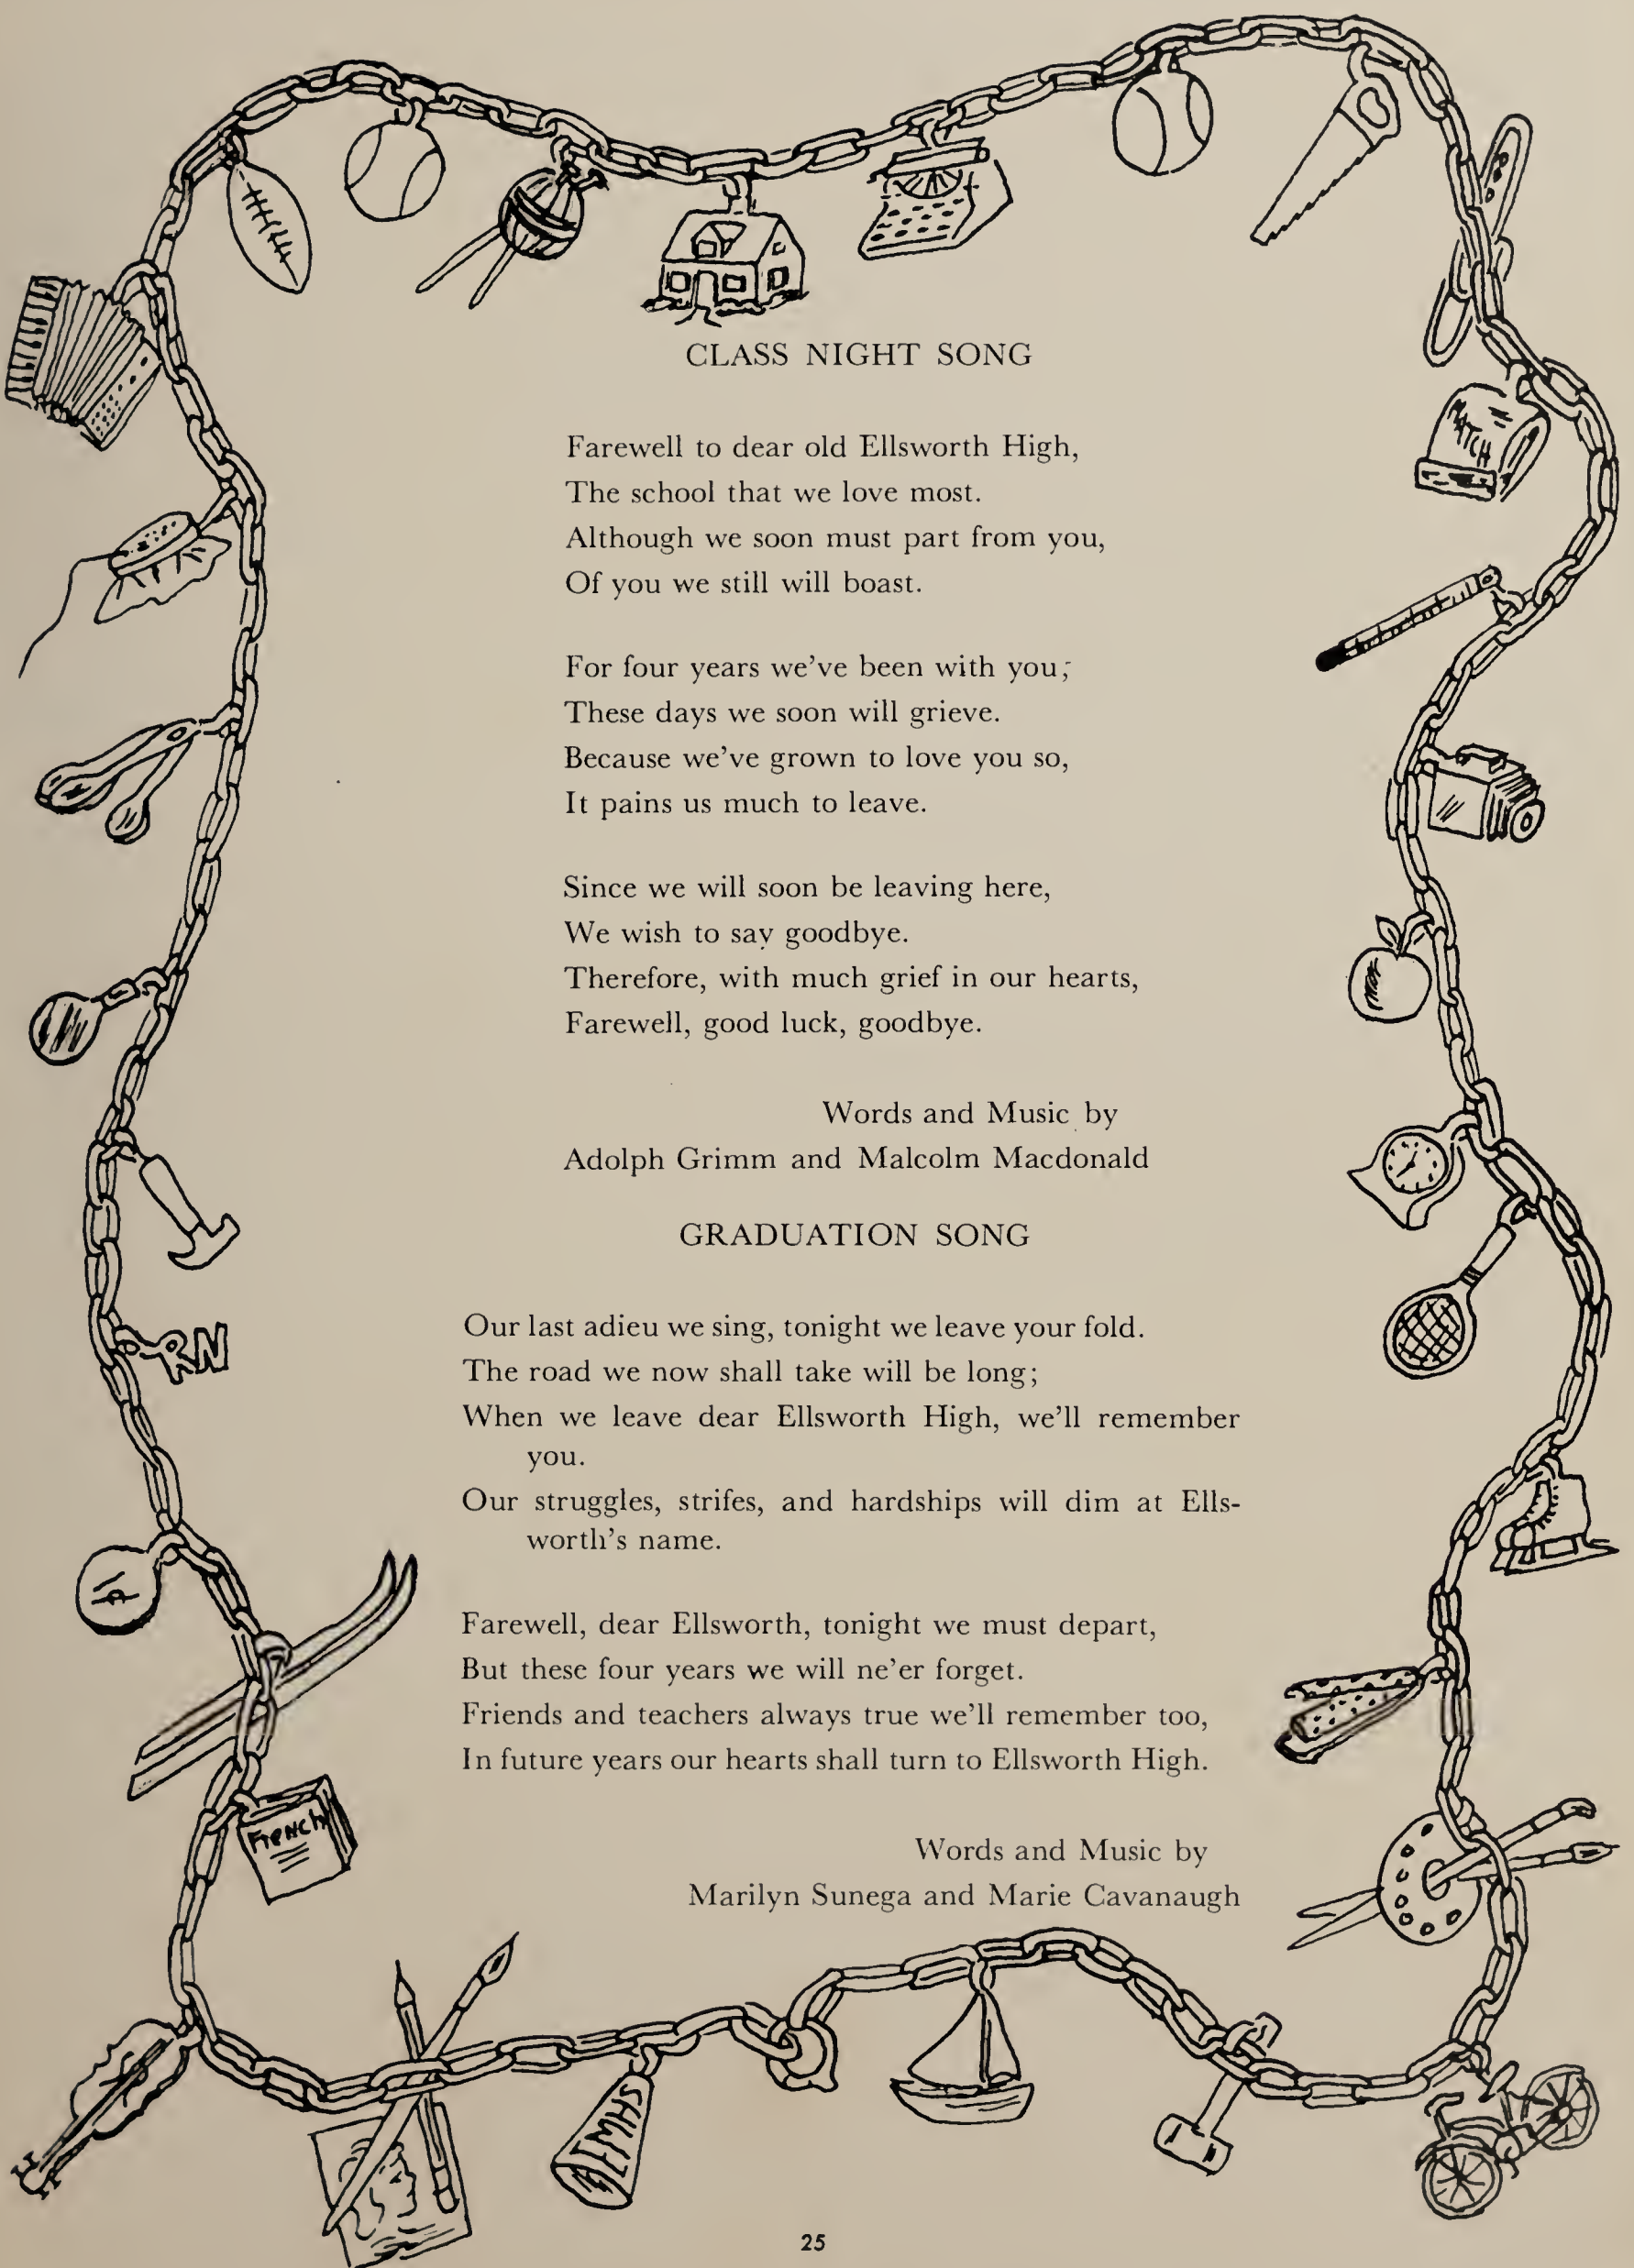 CLASS NIGHT SONG
Farewell to dear old Ellsworth High,
The school that we love most.
Although we soon must part from you,
Of you we still will boast.
For four years we've been with you;
These days we soon will grieve.
Because we've grown to love you so,
It pains us much to leave.
Since we will soon be leaving here,
We wish to say goodbye.
Therefore, with much grief in our hearts,
Farewell, good luck, goodbye.
Words and Music by
Adolph Grimm and Malcolm Macdonald
GRADUATION SONG
Our last adieu we sing, tonight we leave your fold.
The road we now shall take will be long;
When we leave dear Ellsworth High, we'll remember
you.
Our struggles, strifes, and hardships will dim at Ells-
worth's name.
Farewell, dear Ellsworth, tonight we must depart,
But these four years we will ne'er forget.
Friends and teachers always true we'll remember too,
In future years our hearts shall turn to Ellsworth High.
Words and Music by
Marilyn Sunega and Marie Cavanaugh
RN
French
EMHS
25